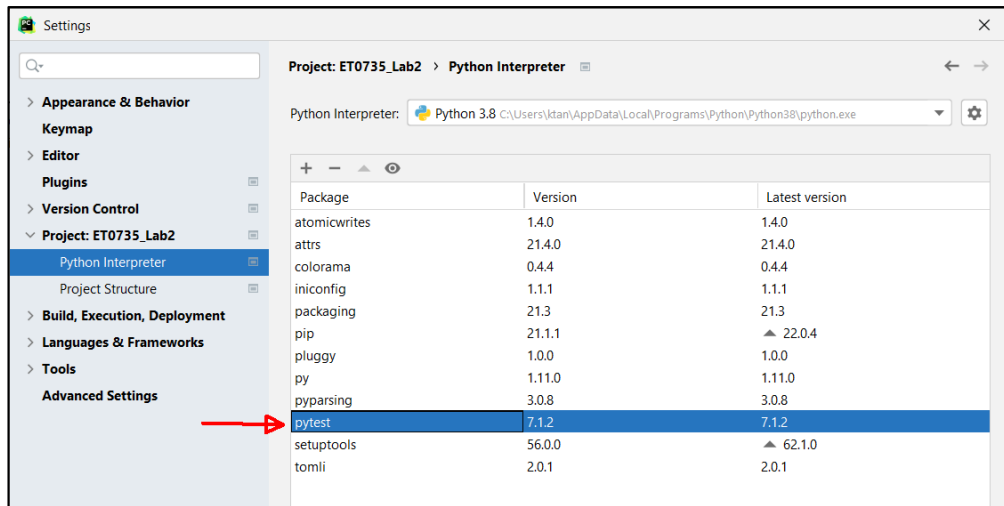 PC Settings
Project: ET0735_Lab2 > Python Interpreter
Appearance & Behavior
Keymap
Editor
Plugins
Version Control
Project: ET0735_Lab2
Python Interpreter
Project Structure
Build, Execution, Deployment
Languages & Frameworks
Tools
Advanced Settings
Python Interpreter: Python 3.8 C:\Users\ktan\AppData\Local\Programs\Python\Python38\python.exe
Package Version Latest version
atomicwrites 1.4.0 1.4.0
attrs 21.4.0 21.4.0
colorama 0.4.4 0.4.4
iniconfig 1.1.1 1.1.1
packaging 21.3 21.3
pip 21.1.1 22.0.4
pluggy 1.0.0 1.0.0
py 1.11.0 1.11.0
pyparsing 3.0.8 3.0.8
pytest 7.1.2 7.1.2
setuptools 56.0.0 62.1.0
tomli 2.0.1 2.0.1